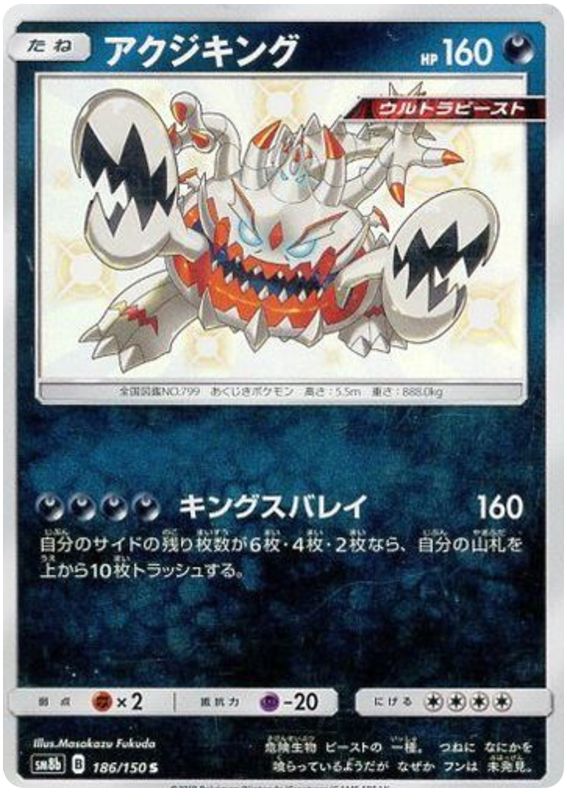 たね アクジキング HP 160
ウルトラビースト
全国図鑑NO.799 あくじきポケモン 高さ：5.5m 重さ：888.0kg
キングスバレイ 160
自分のサイドの残り枚数が6枚・4枚・2枚なら、自分の山札を
上から10枚トラッシュする。
弱点 ×2 抵抗力 -20 にげる
Illus.Masakazu Fukuda
危険生物 ビーストの 一種。 つねに なにかを
喰らっているようだが なぜか フンは 未発見。
SM8b B 186/150 S